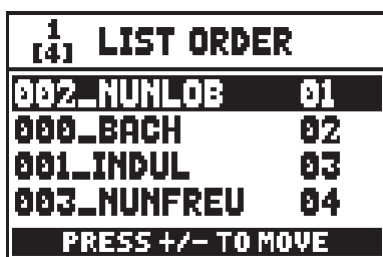 1
[4] LIST ORDER
002_NUNLOB 01
000_BACH 02
001_INDUL 03
003_NUNFREU 04
PRESS +/- TO MOVE